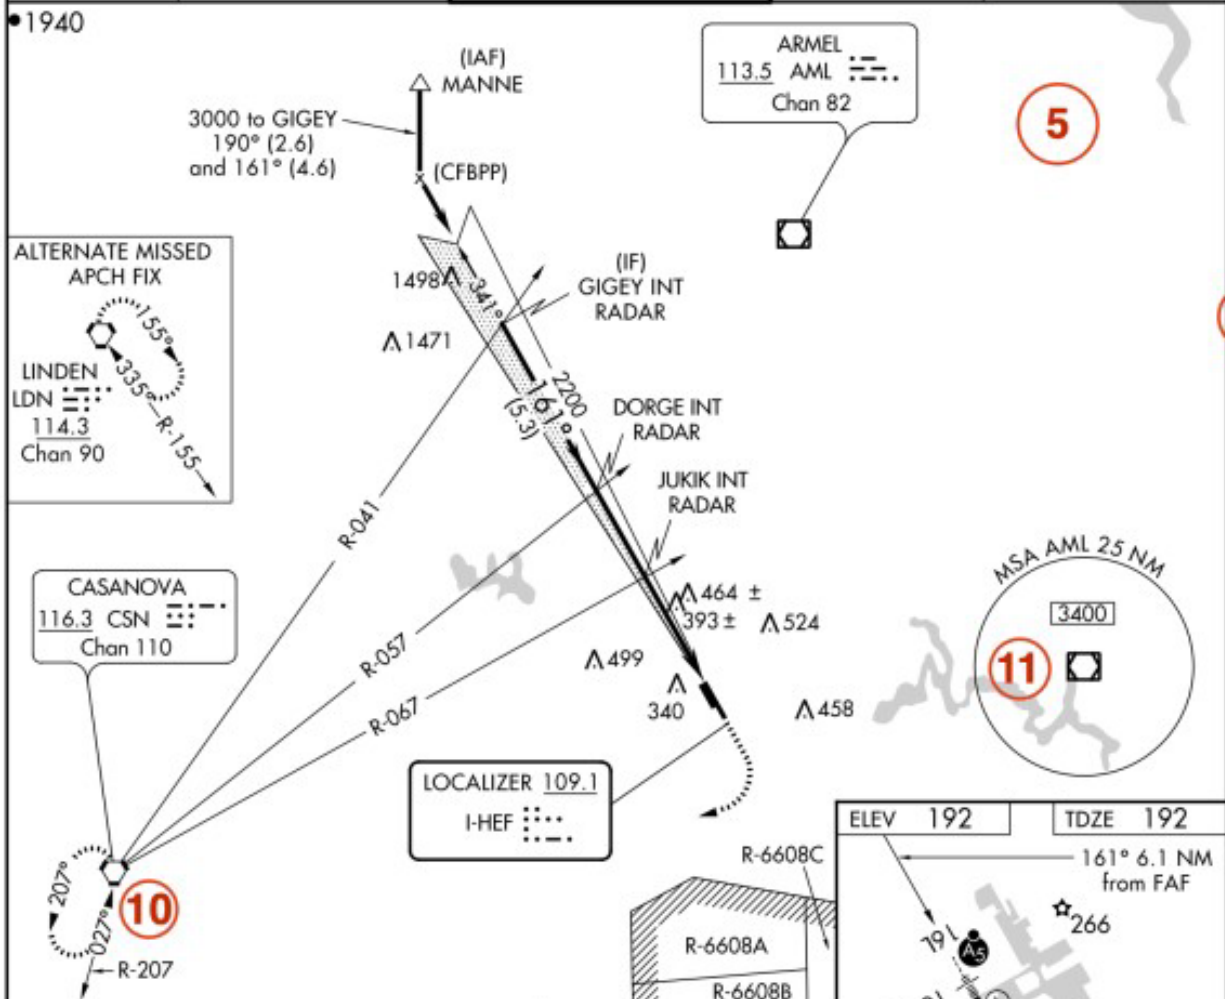 1940
(IAF)
MANNE
3000 to GIGEY
190° (2.6)
and 161° (4.6)
(CFBPP)
ARMEL
113.5 AML
Chan 82
5
ALTERNATE MISSED
APCH FIX
155°
335°
R-155
LINDEN
LDN
114.3
Chan 90
1498
341°
1471
(IF)
GIGEY INT
RADAR
2200
161°
(5.3)
DORGE INT
RADAR
JUKIK INT
RADAR
R-041
R-057
R-067
CASANOVA
116.3 CSN
Chan 110
464 ±
393 ±
524
499
340
458
MSA AML 25 NM
3400
11
LOCALIZER 109.1
I-HEF
207°
027°
10
R-207
R-6608C
R-6608A
R-6608B
ELEV 192
TDZE 192
161° 6.1 NM
from FAF
266
16L
A5